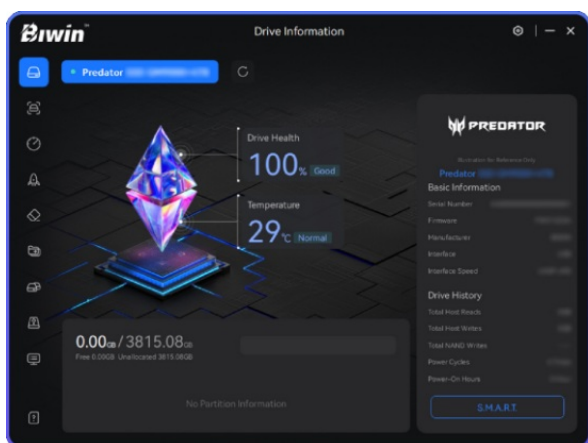 Biwin™
Drive Information
Predator
Drive Health
100% Good
Temperature
29℃ Normal
0.00GB/3815.08GB
Free 0.00GB Unallocated 3815.08GB
No Partition Information
PREDATOR
Illustration for Reference Only
Predator
Basic Information
Serial Number
Firmware
Manufacturer
Interface
Interface Speed
Drive History
Total Host Reads
Total Host Writes
Total NAND Writes
Power Cycles
Power-On Hours
S.M.A.R.T.